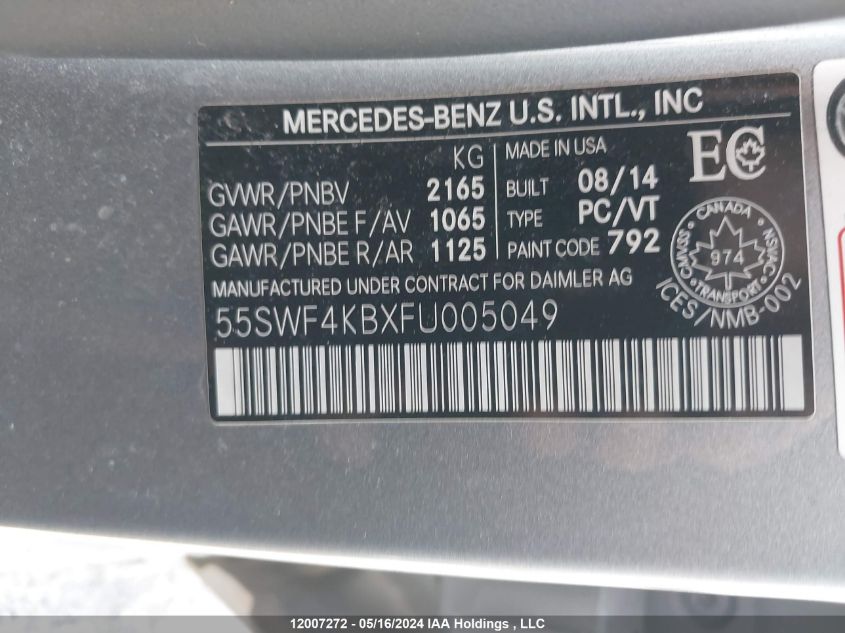 MERCEDES-BENZ U.S. INTL., INC
KG
GVWR/PNBV 2165
GAWR/PNBE F/AV 1065
GAWR/PNBE R/AR 1125
MADE IN USA
BUILT 08/14
TYPE PC/VT
PAINT CODE 792
EC
CANADA
974
TRANSPORT
NSVAC
CMVSS
ICES/NMB-002
MANUFACTURED UNDER CONTRACT FOR DAIMLER AG
55SWF4KBXFU005049
12007272 - 05/16/2024 IAA Holdings , LLC